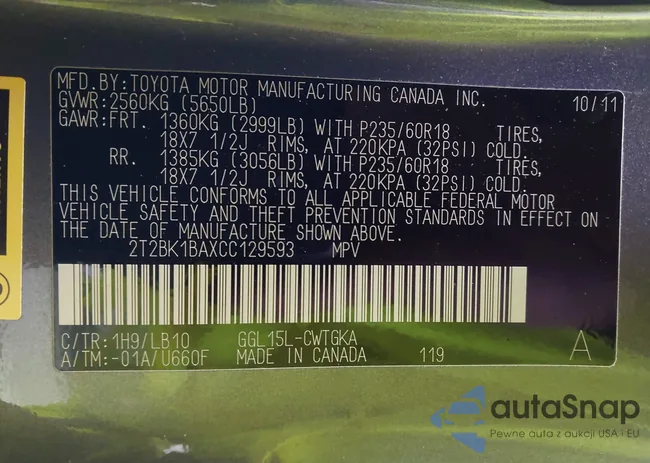 MFD.BY:TOYOTA MOTOR MANUFACTURING CANADA INC. 10/11
GVWR:2560KG (5650LB)
GAWR:FRT. 1360KG (2999LB) WITH P235/60R18 TIRES,
18X7 1/2J RIMS, AT 220KPA (32PSI) COLD.
RR. 1385KG (3056LB) WITH P235/60R18 TIRES,
18X7 1/2J RIMS, AT 220KPA (32PSI) COLD.
THIS VEHICLE CONFORMS TO ALL APPLICABLE FEDERAL MOTOR
VEHICLE SAFETY AND THEFT PREVENTION STANDARDS IN EFFECT ON
THE DATE OF MANUFACTURE SHOWN ABOVE.
2T2BK1BAXCC129593 MPV
C/TR:1H9/LB10 GGL15L-CWTGKA
A/TM:-01A/U660F MADE IN CANADA 119 A
autaSnap
Pewne auta z aukcji USA i EU